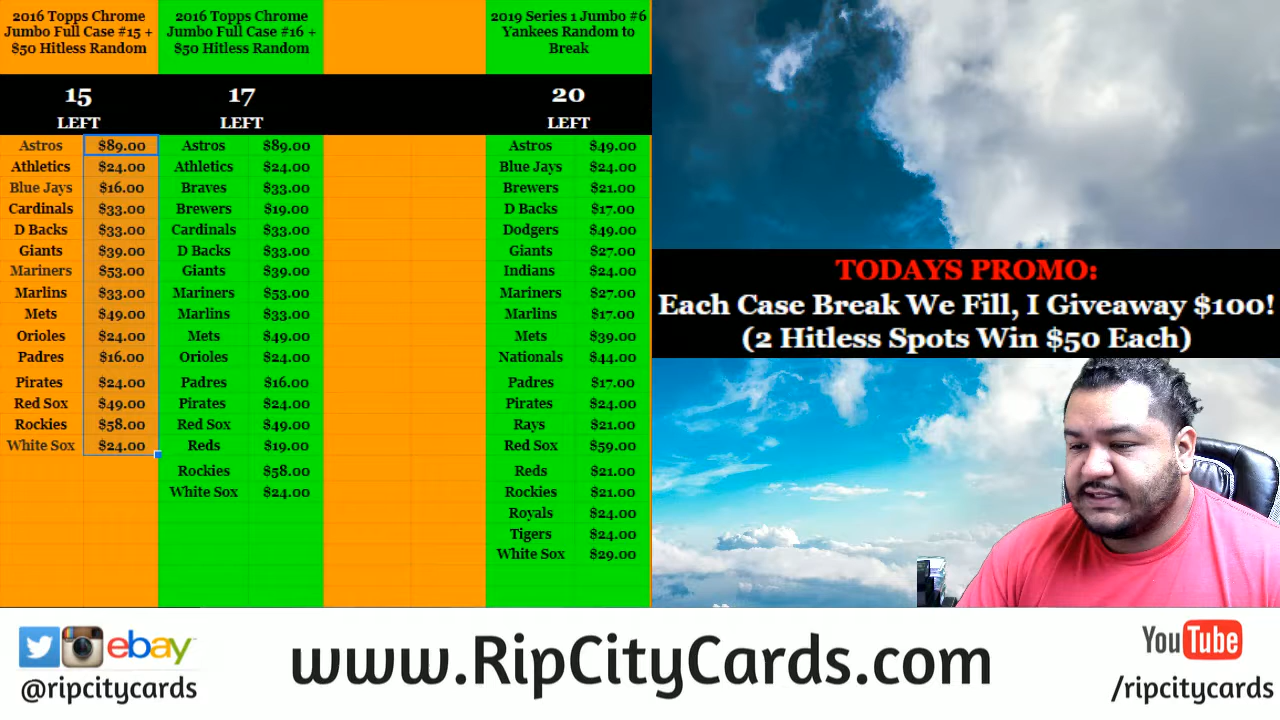 2016 Topps Chrome
Jumbo Full Case #15 +
$50 Hitless Random
15
LEFT
Astros $89.00
Athletics $24.00
Blue Jays $16.00
Cardinals $33.00
D Backs $33.00
Giants $39.00
Mariners $53.00
Marlins $33.00
Mets $49.00
Orioles $24.00
Padres $16.00
Pirates $24.00
Red Sox $49.00
Rockies $58.00
White Sox $24.00
2016 Topps Chrome
Jumbo Full Case #16 +
$50 Hitless Random
17
LEFT
Astros $89.00
Athletics $24.00
Braves $33.00
Brewers $19.00
Cardinals $33.00
D Backs $33.00
Giants $39.00
Mariners $53.00
Marlins $33.00
Mets $49.00
Orioles $24.00
Padres $16.00
Pirates $24.00
Red Sox $49.00
Reds $19.00
Rockies $58.00
White Sox $24.00
2019 Series 1 Jumbo #6
Yankees Random to
Break
20
LEFT
Astros $49.00
Blue Jays $24.00
Brewers $21.00
D Backs $17.00
Dodgers $49.00
Giants $27.00
Indians $24.00
Mariners $27.00
Marlins $17.00
Mets $39.00
Nationals $44.00
Padres $17.00
Pirates $24.00
Rays $21.00
Red Sox $59.00
Reds $21.00
Rockies $21.00
Royals $24.00
Tigers $24.00
White Sox $29.00
TODAYS PROMO:
Each Case Break We Fill, I Giveaway $100!
(2 Hitless Spots Win $50 Each)
ebay
@ripcitycards
www.RipCityCards.com
YouTube
/ripcitycards